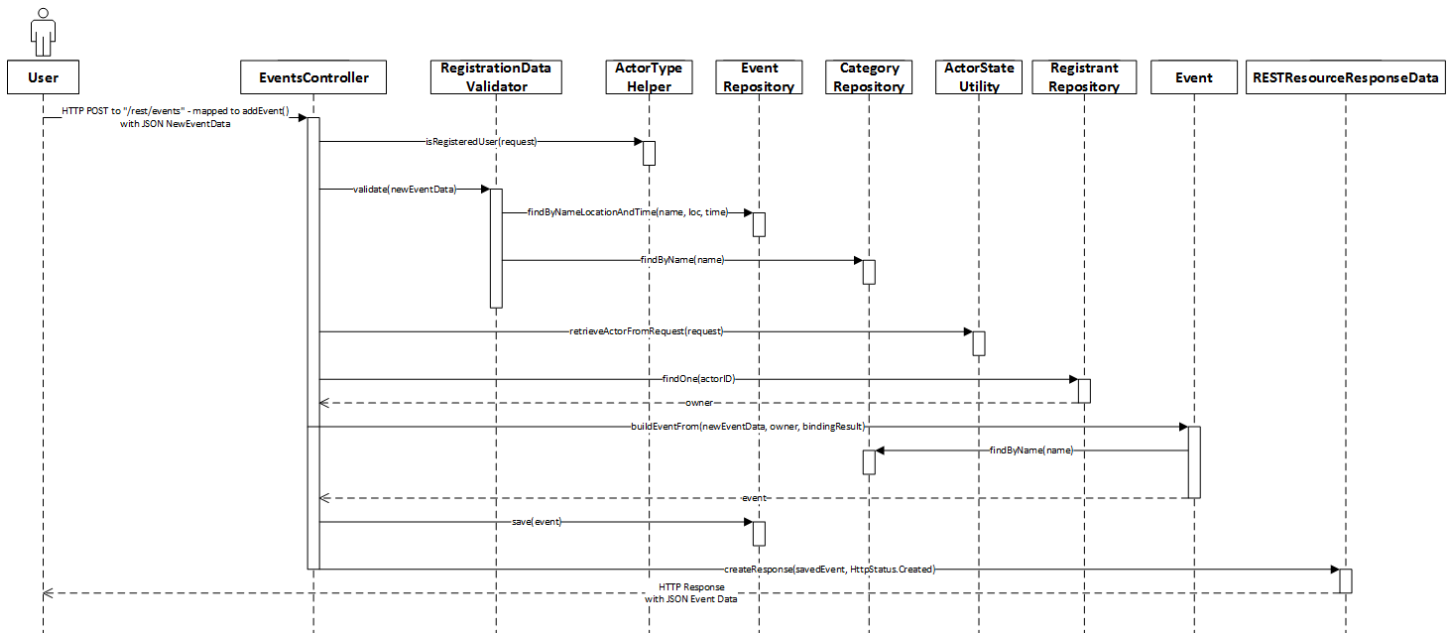 User
EventsController
RegistrationData
Validator
ActorType
Helper
Event
Repository
Category
Repository
ActorState
Utility
Registrant
Repository
Event
RESTResourceResponseData
HTTP POST to "/rest/events" - mapped to addEvent()
with JSON NewEventData
isRegisteredUser(request)
validate(newEventData)
findByNameLocationAndTime(name, loc, time)
findByName(name)
retrieveActorFromRequest(request)
findOne(actorID)
owner
buildEventFrom(newEventData, owner, bindingResult)
findByName(name)
event
save(event)
createResponse(savedEvent, HttpStatus.Created)
HTTP Response
with JSON Event Data